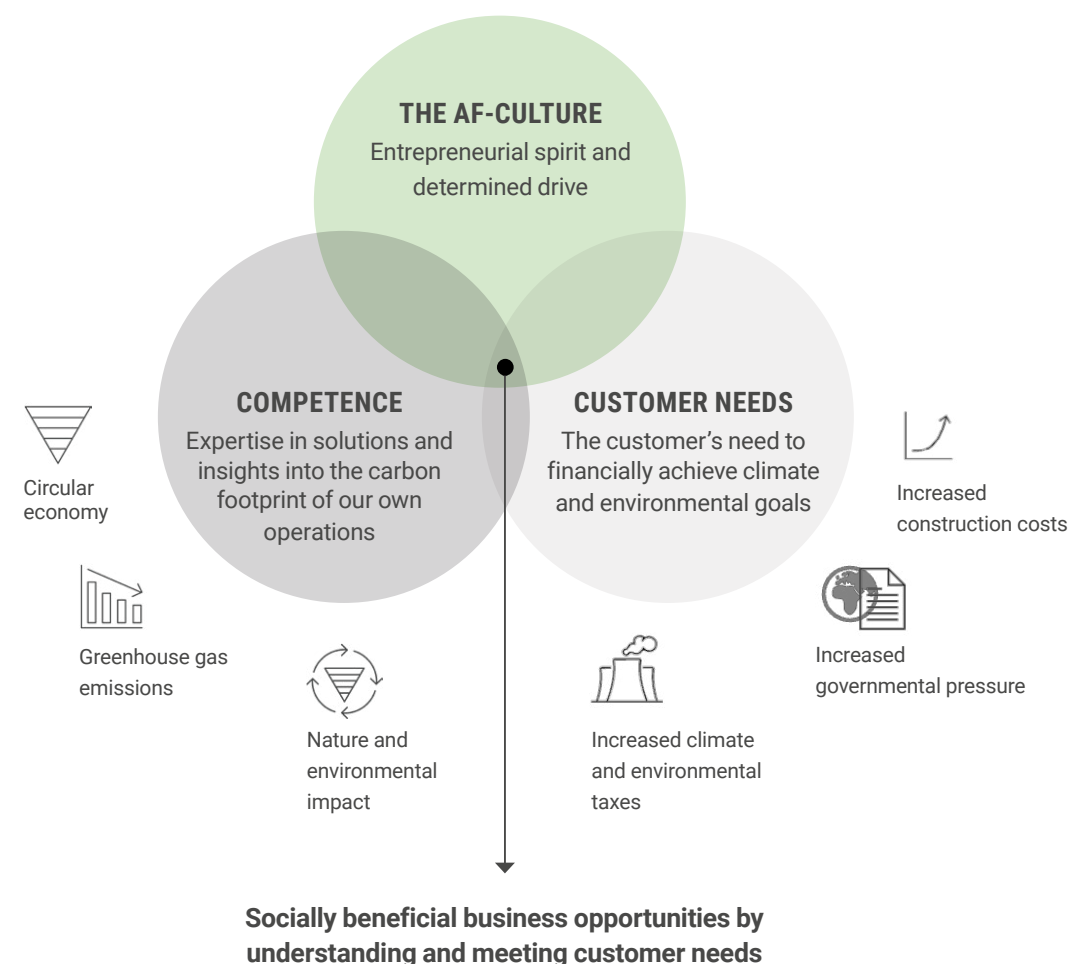 THE AF-CULTURE
Entrepreneurial spirit and
determined drive
COMPETENCE
Expertise in solutions and
insights into the carbon
footprint of our own
operations
CUSTOMER NEEDS
The customer’s need to
financially achieve climate
and environmental goals
Circular
economy
Greenhouse gas
emissions
Nature and
environmental
impact
Increased climate
and environmental
taxes
Increased
governmental pressure
Increased
construction costs
Socially beneficial business opportunities by
understanding and meeting customer needs